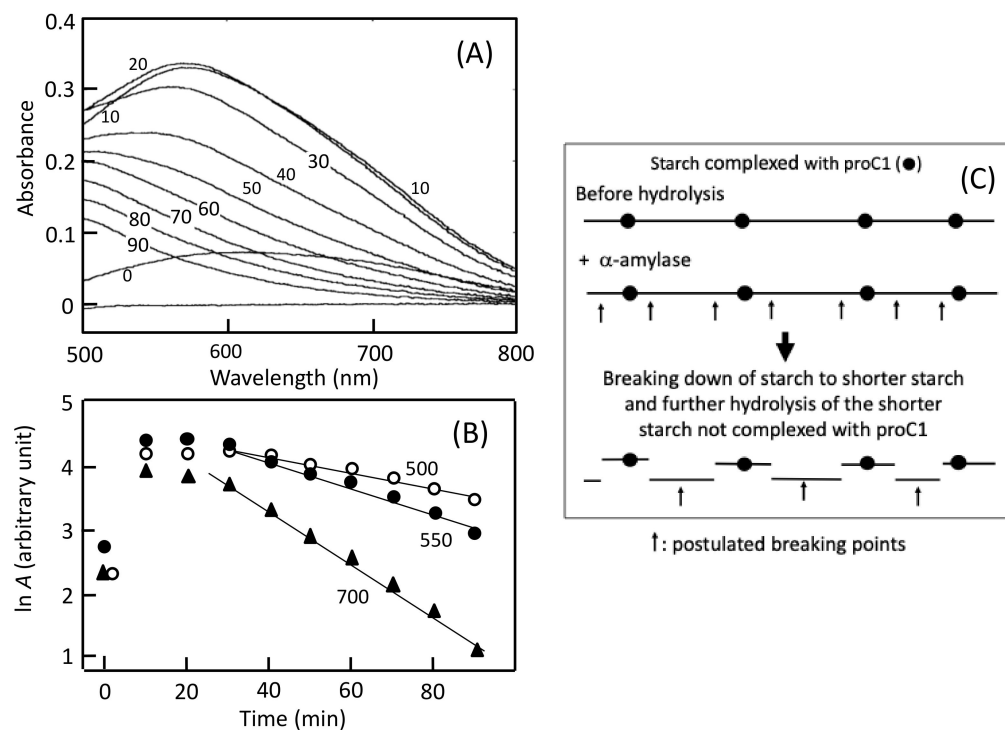 (A)
0.4
0.3
0.2
0.1
0
Absorbance
20
10
30
10
40
50
60
70
80
90
0
500
600
700
800
Wavelength (nm)
(B)
5
4
3
2
1
ln A (arbitrary unit)
500
550
700
0
20
40
60
80
Time (min)
(C)
Starch complexed with proC1 (●)
Before hydrolysis
+ α-amylase
Breaking down of starch to shorter starch
and further hydrolysis of the shorter
starch not complexed with proC1
↑: postulated breaking points